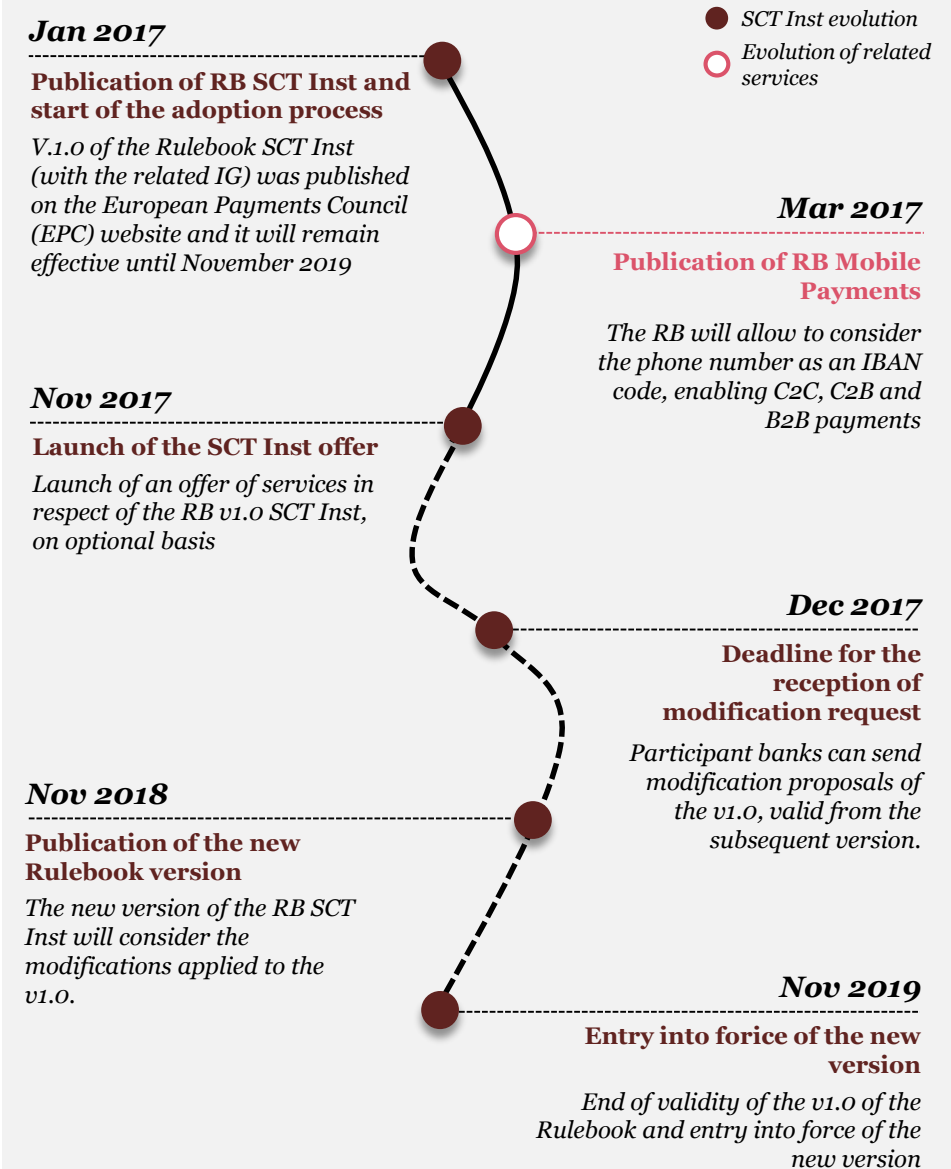 SCT Inst evolution
Evolution of related
services
Jan 2017
Publication of RB SCT Inst and
start of the adoption process
V.1.0 of the Rulebook SCT Inst
(with the related IG) was published
on the European Payments Council
(EPC) website and it will remain
effective until November 2019
Mar 2017
Publication of RB Mobile
Payments
The RB will allow to consider
the phone number as an IBAN
code, enabling C2C, C2B and
B2B payments
Nov 2017
Launch of the SCT Inst offer
Launch of an offer of services in
respect of the RB v1.0 SCT Inst,
on optional basis
Dec 2017
Deadline for the
reception of
modification request
Participant banks can send
modification proposals of
the v1.0, valid from the
subsequent version.
Nov 2018
Publication of the new
Rulebook version
The new version of the RB SCT
Inst will consider the
modifications applied to the
v1.0.
Nov 2019
Entry into forice of the new
version
End of validity of the v1.0 of the
Rulebook and entry into force of the
new version